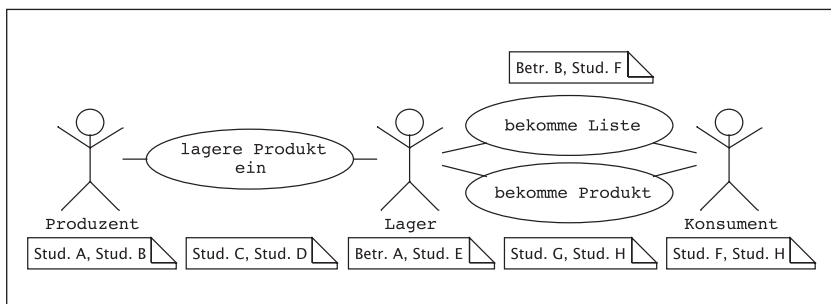 Betr. B, Stud. F
bekomme Liste
lagere Produkt
ein
bekomme Produkt
Produzent
Lager
Konsument
Stud. A, Stud. B
Stud. C, Stud. D
Betr. A, Stud. E
Stud. G, Stud. H
Stud. F, Stud. H